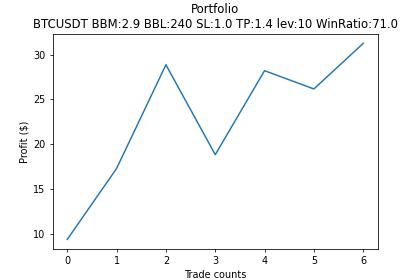 Portfolio
BTCUSDT BBM:2.9 BBL:240 SL:1.0 TP:1.4 lev:10 WinRatio:71.0
Profit ($)
30
25
20
15
10
0 1 2 3 4 5 6
Trade counts